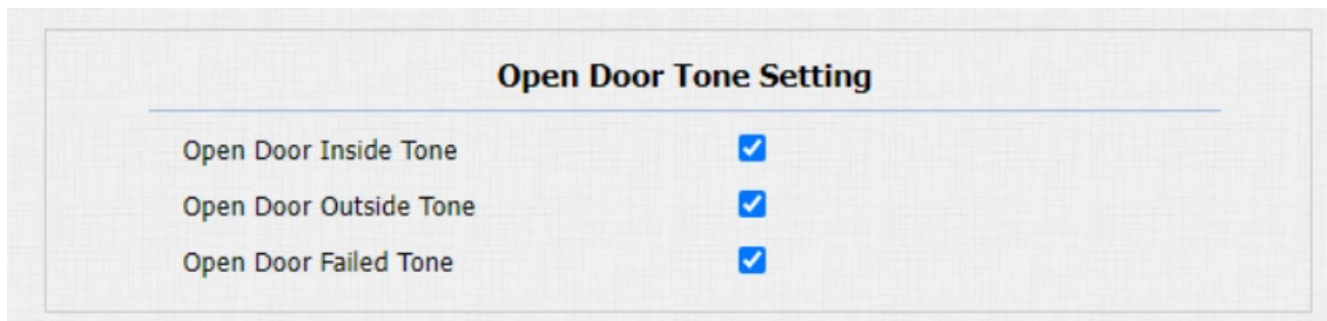 Open Door Tone Setting
Open Door Inside Tone
Open Door Outside Tone
Open Door Failed Tone